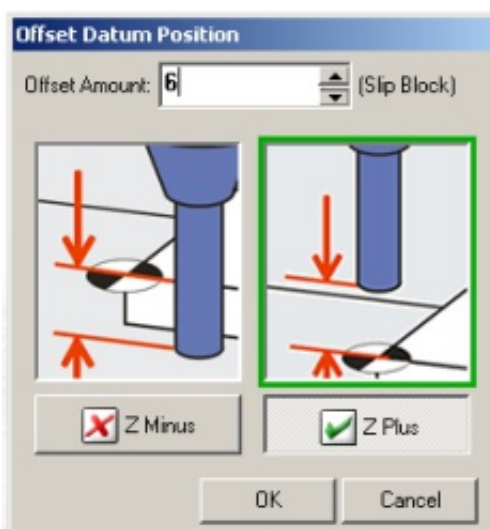 Offset Datum Position
Offset Amount: 6 (Slip Block)
Z Minus Z Plus
OK Cancel